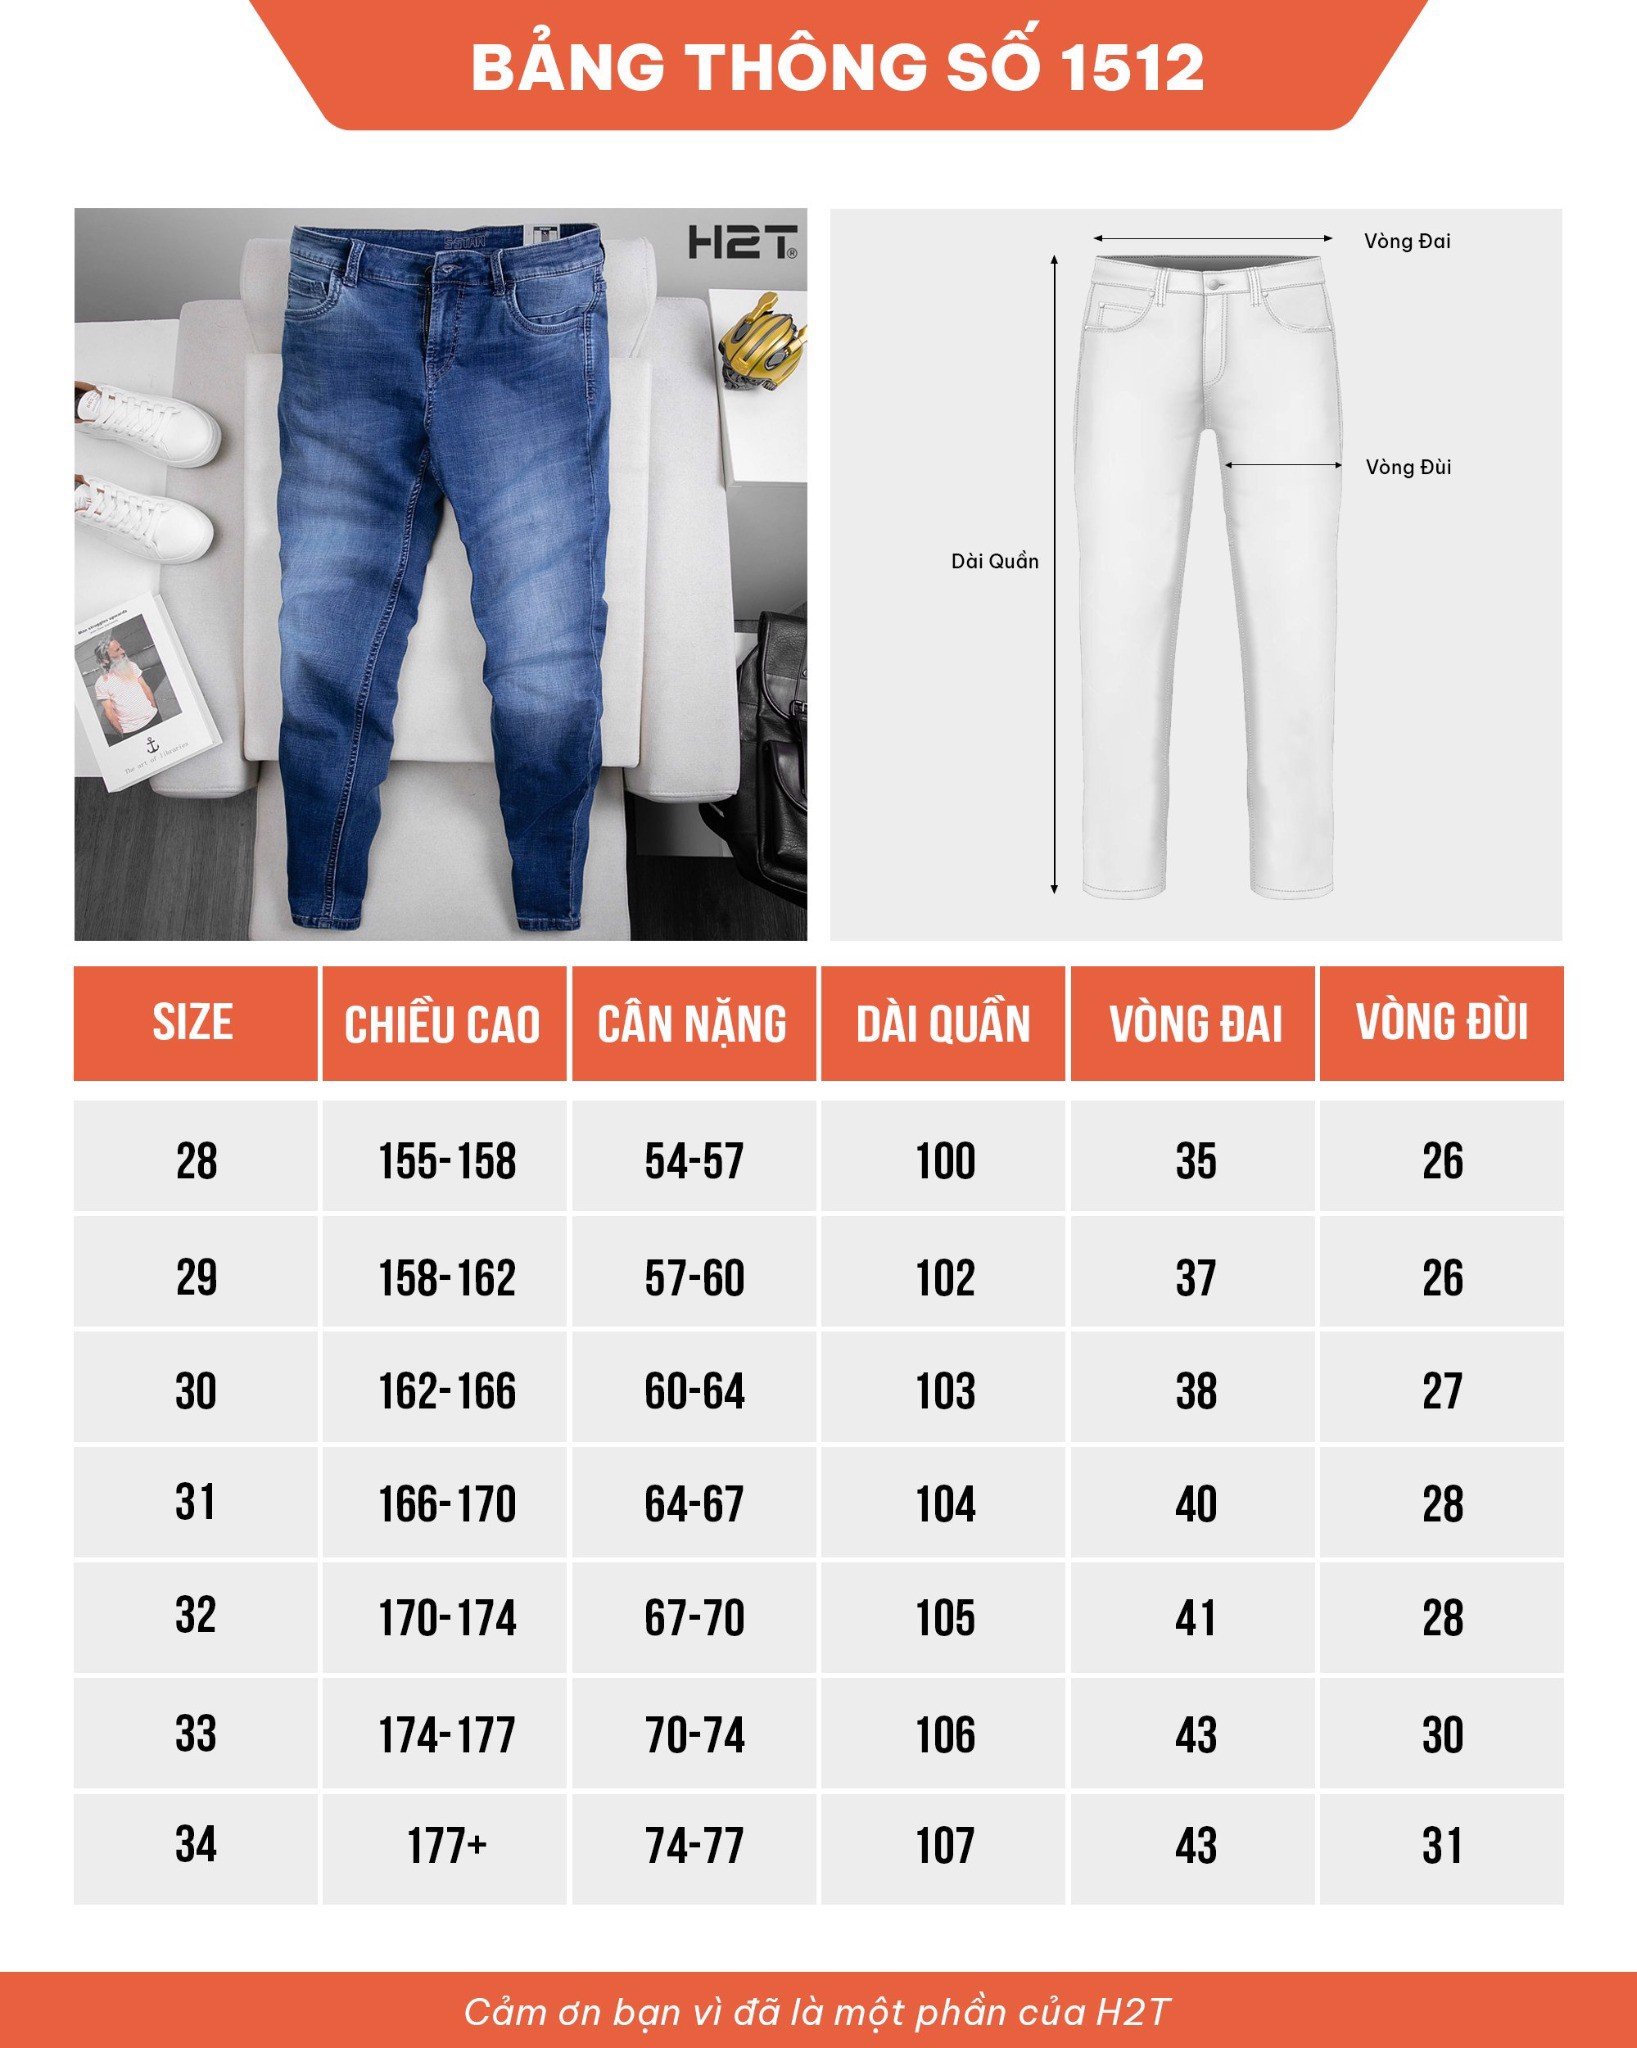 BẢNG THÔNG SỐ 1512
H2T®
Vòng Đai
Vòng Đùi
Dài Quần
The art of libraries
SIZE CHIỀU CAO CÂN NẶNG DÀI QUẦN VÒNG ĐAI VÒNG ĐÙI
28 155-158 54-57 100 35 26
29 158-162 57-60 102 37 26
30 162-166 60-64 103 38 27
31 166-170 64-67 104 40 28
32 170-174 67-70 105 41 28
33 174-177 70-74 106 43 30
34 177+ 74-77 107 43 31
Cảm ơn bạn vì đã là một phần của H2T